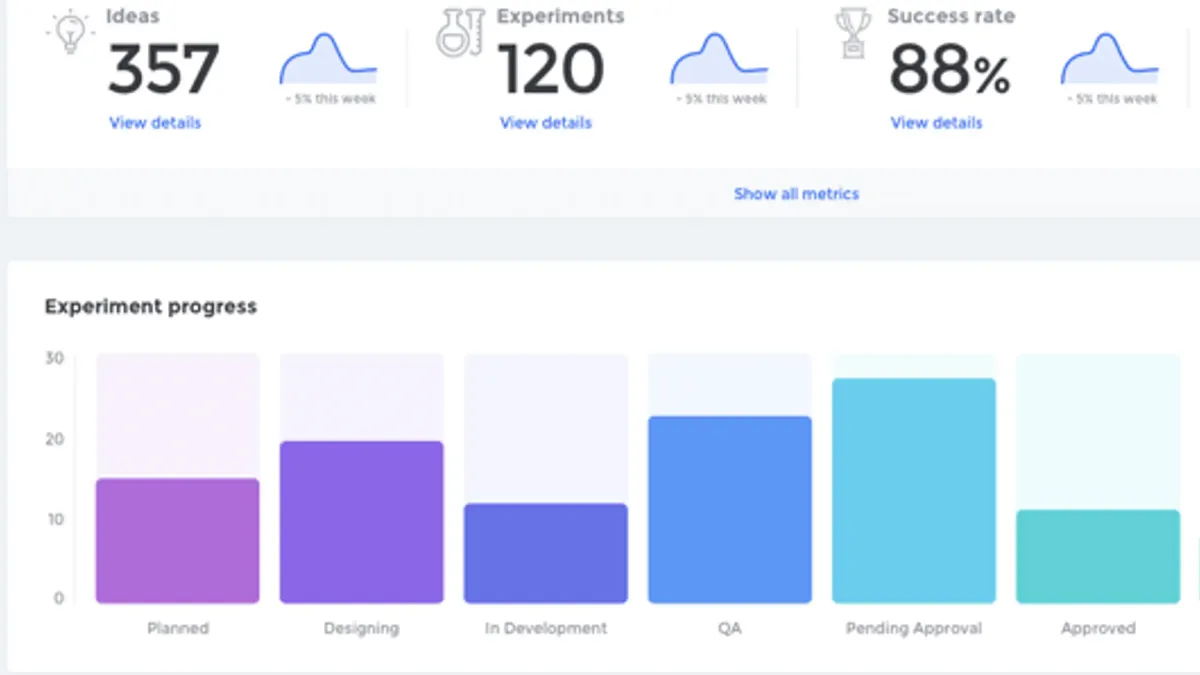 Ideas
357
~ 5% this week
View details
Experiments
120
~ 5% this week
View details
Success rate
88%
~ 5% this week
View details
Show all metrics
Experiment progress
30
20
10
0
Planned
Designing
In Development
QA
Pending Approval
Approved